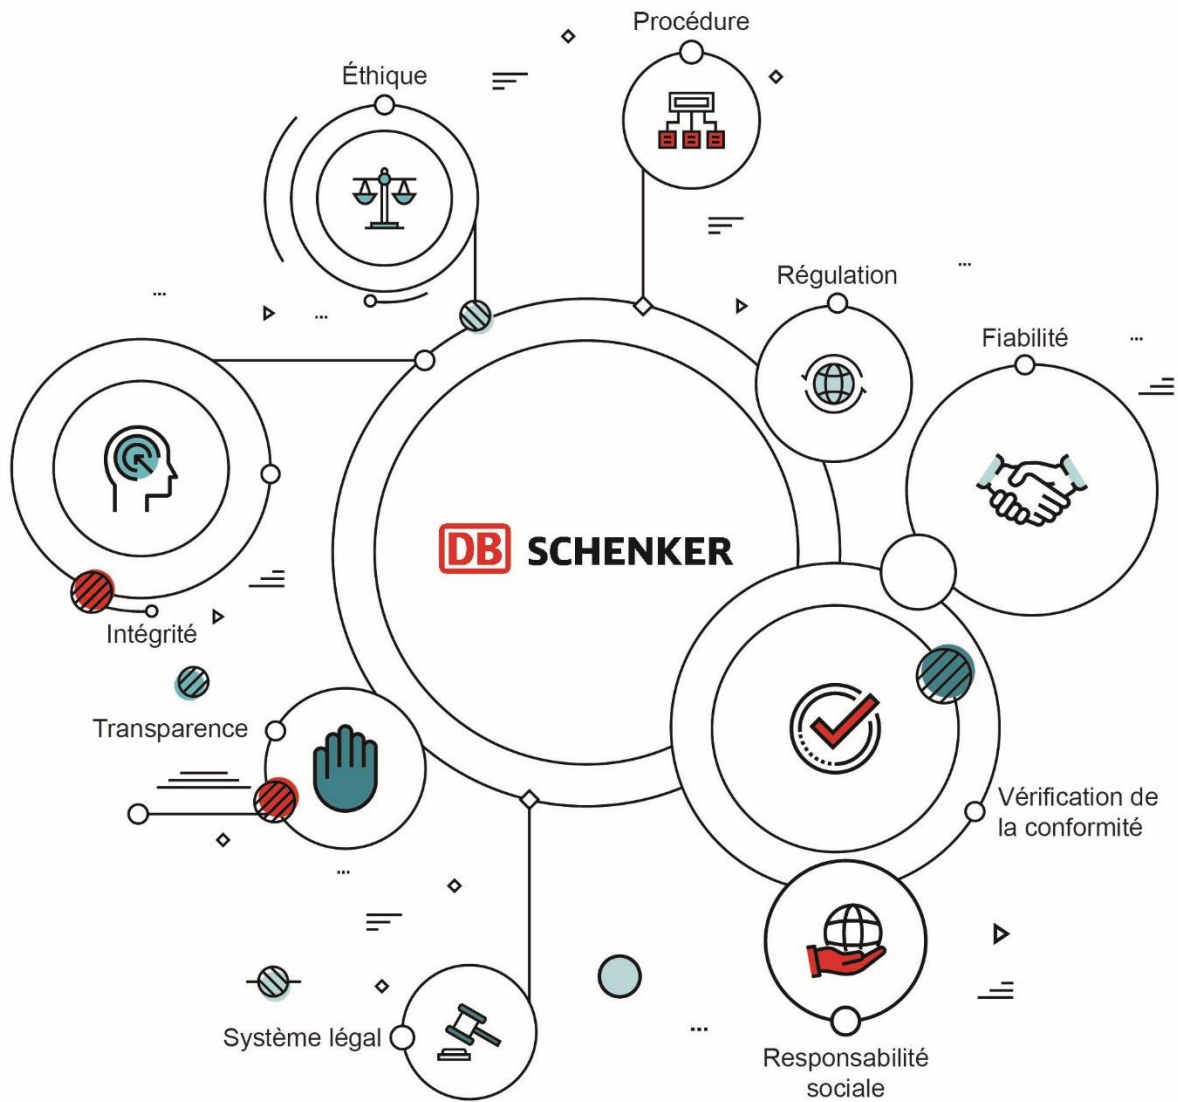 Procédure
Éthique
Régulation
Fiabilité
DB SCHENKER
Intégrité
Transparence
Vérification de
la conformité
Système légal
Responsabilité
sociale